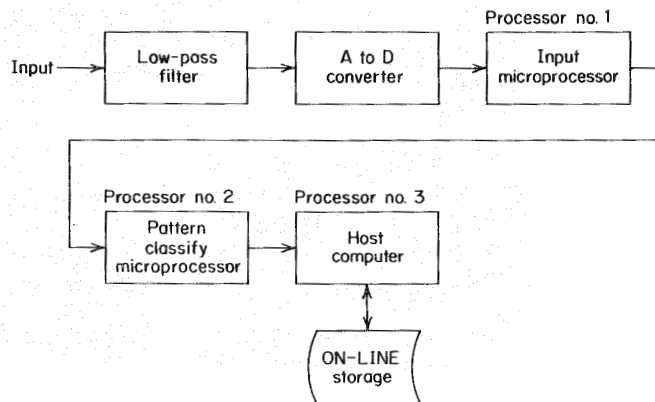 Processor no. 1
Input
Low-pass
filter
A to D
converter
Input
microprocessor
Processor no. 2
Processor no. 3
Pattern
classify
microprocessor
Host
computer
ON-LINE
storage